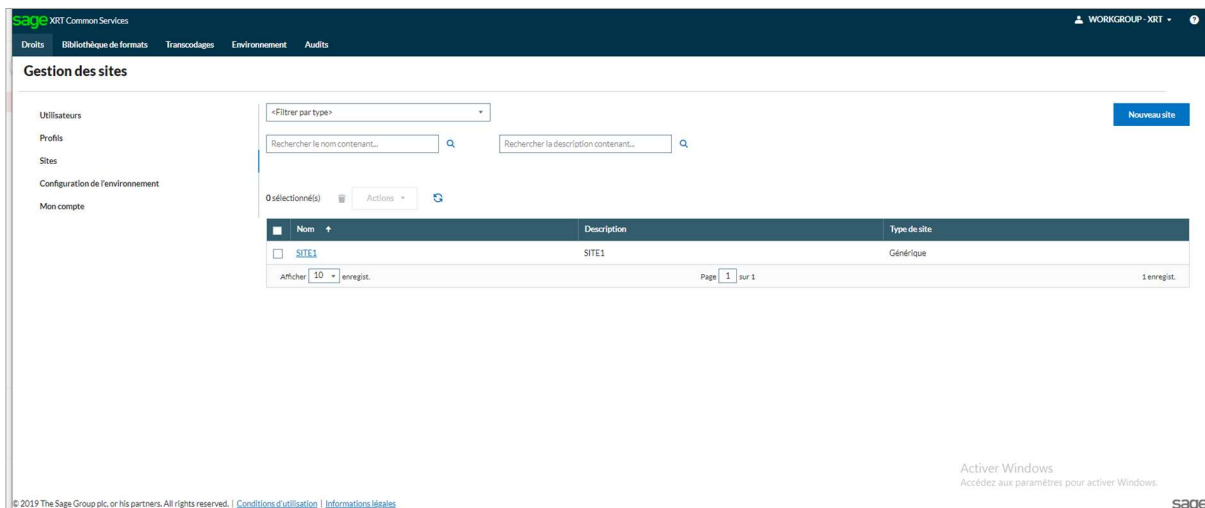 sage XRT Common Services
WORKGROUP - XRT
?
Droits Bibliothèque de formats Transcodages Environnement Audits
Gestion des sites
Utilisateurs
Profils
Sites
Configuration de l'environnement
Mon compte
<Filtrer par type>
Nouveau site
Rechercher le nom contenant... Rechercher la description contenant...
0 sélectionné(s) Actions
Nom Description Type de site
SITE1 SITE1 Générique
Afficher 10 enregist. Page 1 sur 1 1 enregist.
Activer Windows
Accédez aux paramètres pour activer Windows.
© 2019 The Sage Group plc, or his partners. All rights reserved. | Conditions d'utilisation | Informations légales
sage